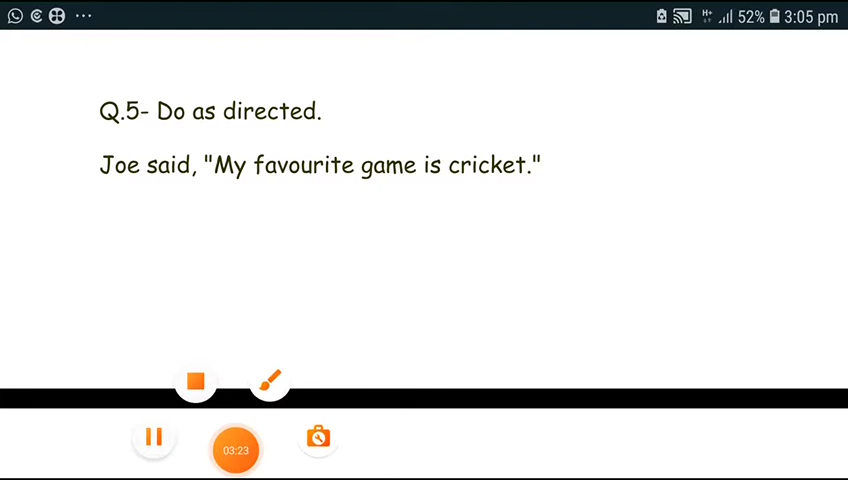 52% 3:05 pm
Q.5- Do as directed.
Joe said, "My favourite game is cricket."
03:23